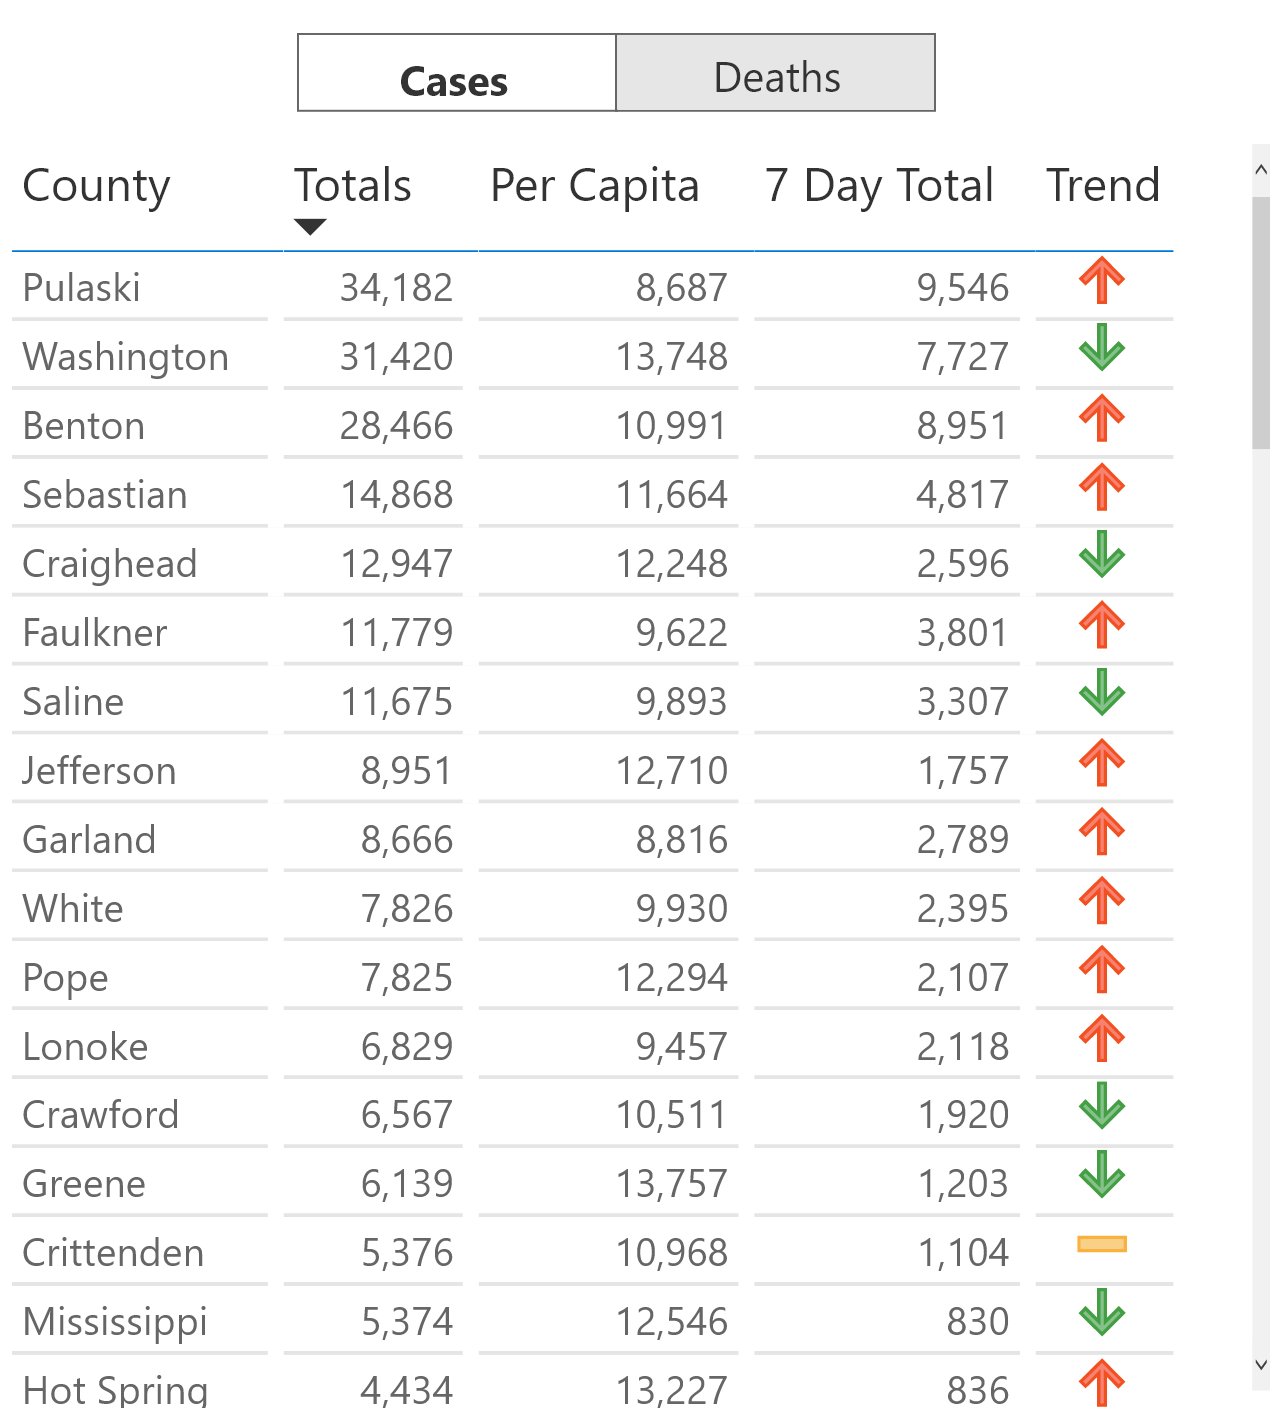 Cases Deaths
County Totals Per Capita 7 Day Total Trend
Pulaski 34,182 8,687 9,546
Washington 31,420 13,748 7,727
Benton 28,466 10,991 8,951
Sebastian 14,868 11,664 4,817
Craighead 12,947 12,248 2,596
Faulkner 11,779 9,622 3,801
Saline 11,675 9,893 3,307
Jefferson 8,951 12,710 1,757
Garland 8,666 8,816 2,789
White 7,826 9,930 2,395
Pope 7,825 12,294 2,107
Lonoke 6,829 9,457 2,118
Crawford 6,567 10,511 1,920
Greene 6,139 13,757 1,203
Crittenden 5,376 10,968 1,104
Mississippi 5,374 12,546 830
Hot Spring 4,434 13,227 836